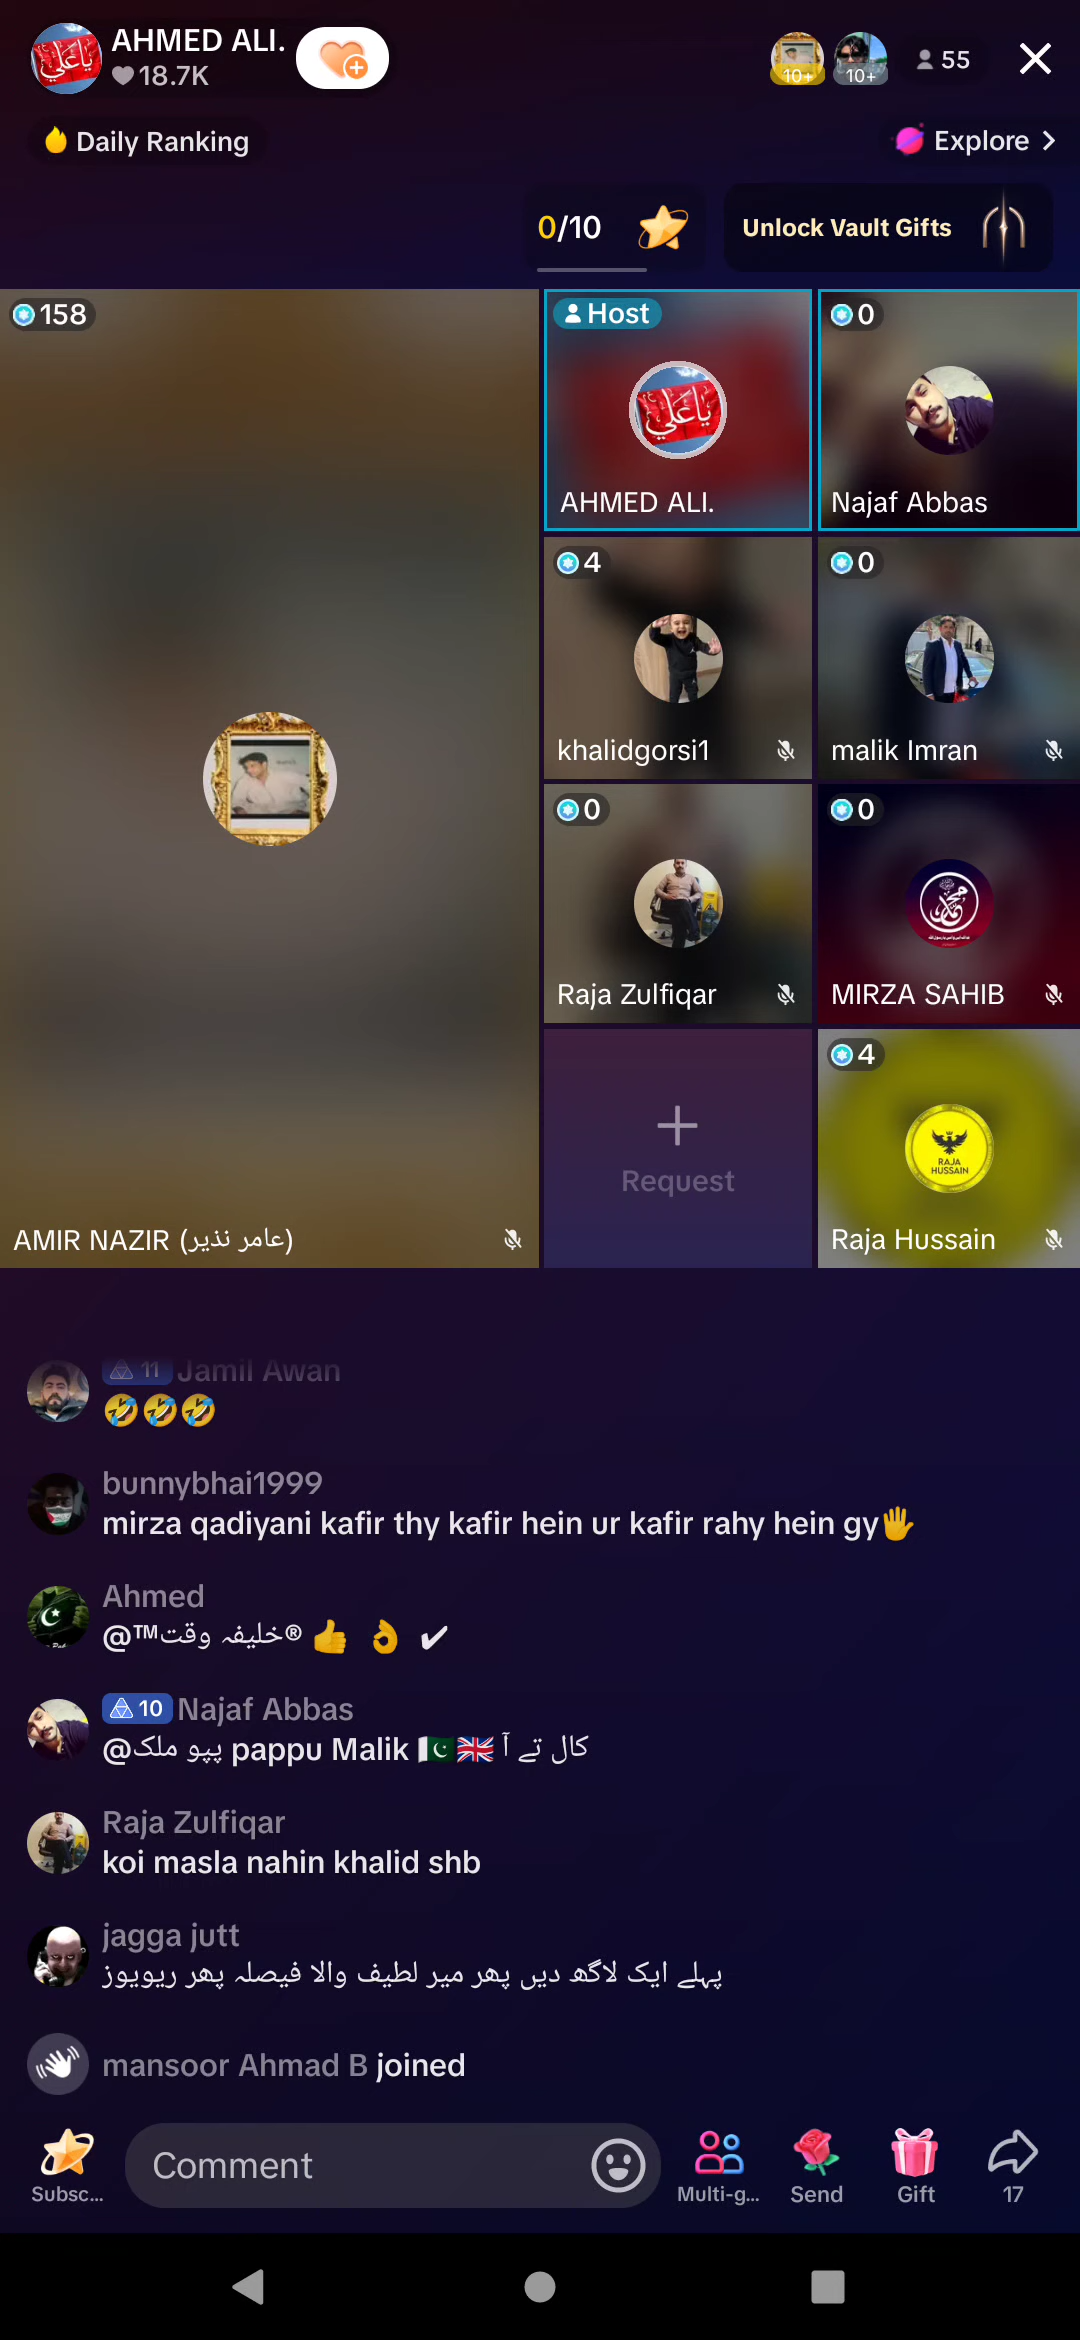 AHMED ALI.
18.7K
10+
10+
55
Daily Ranking
Explore
0/10
Unlock Vault Gifts
158
Host
ياعلي
AHMED ALI.
0
Najaf Abbas
4
khalidgorsi1
0
malik Imran
0
Raja Zulfiqar
0
محمد
MIRZA SAHIB
Request
4
RAJA
HUSSAIN
Raja Hussain
AMIR NAZIR (عامر نذیر)
11 Jamil Awan
🤣🤣🤣
bunnybhai1999
mirza qadiyani kafir thy kafir hein ur kafir rahy hein gy🖐
Ahmed
@™خلیفہ وقت® 👍 👌 ✔
10 Najaf Abbas
@پپو ملک pappu Malik 🇵🇰🇬🇧 کال تے آ
Raja Zulfiqar
koi masla nahin khalid shb
jagga jutt
پہلے ایک لاگھ دیں پھر میر لطیف والا فیصلہ پھر ریویوز
mansoor Ahmad B joined
Subsc...
Comment
Multi-g...
Send
Gift
17